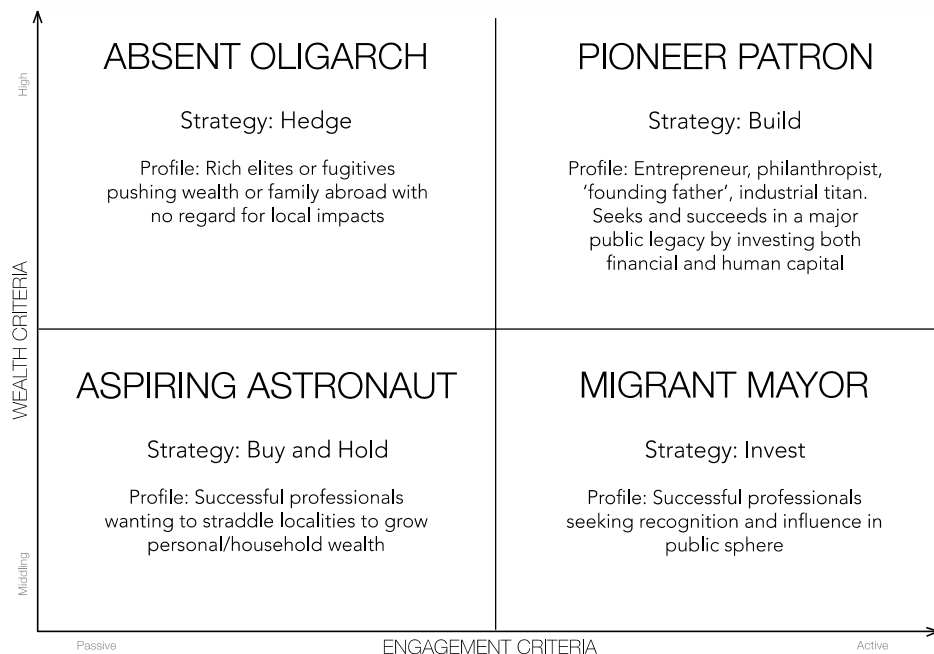 ABSENT OLIGARCH
Strategy: Hedge
Profile: Rich elites or fugitives
pushing wealth or family abroad with
no regard for local impacts
PIONEER PATRON
Strategy: Build
Profile: Entrepreneur, philanthropist,
‘founding father’, industrial titan.
Seeks and succeeds in a major
public legacy by investing both
financial and human capital
ASPIRING ASTRONAUT
Strategy: Buy and Hold
Profile: Successful professionals
wanting to straddle localities to grow
personal/household wealth
MIGRANT MAYOR
Strategy: Invest
Profile: Successful professionals
seeking recognition and influence in
public sphere
High
WEALTH CRITERIA
Middling
Passive
ENGAGEMENT CRITERIA
Active